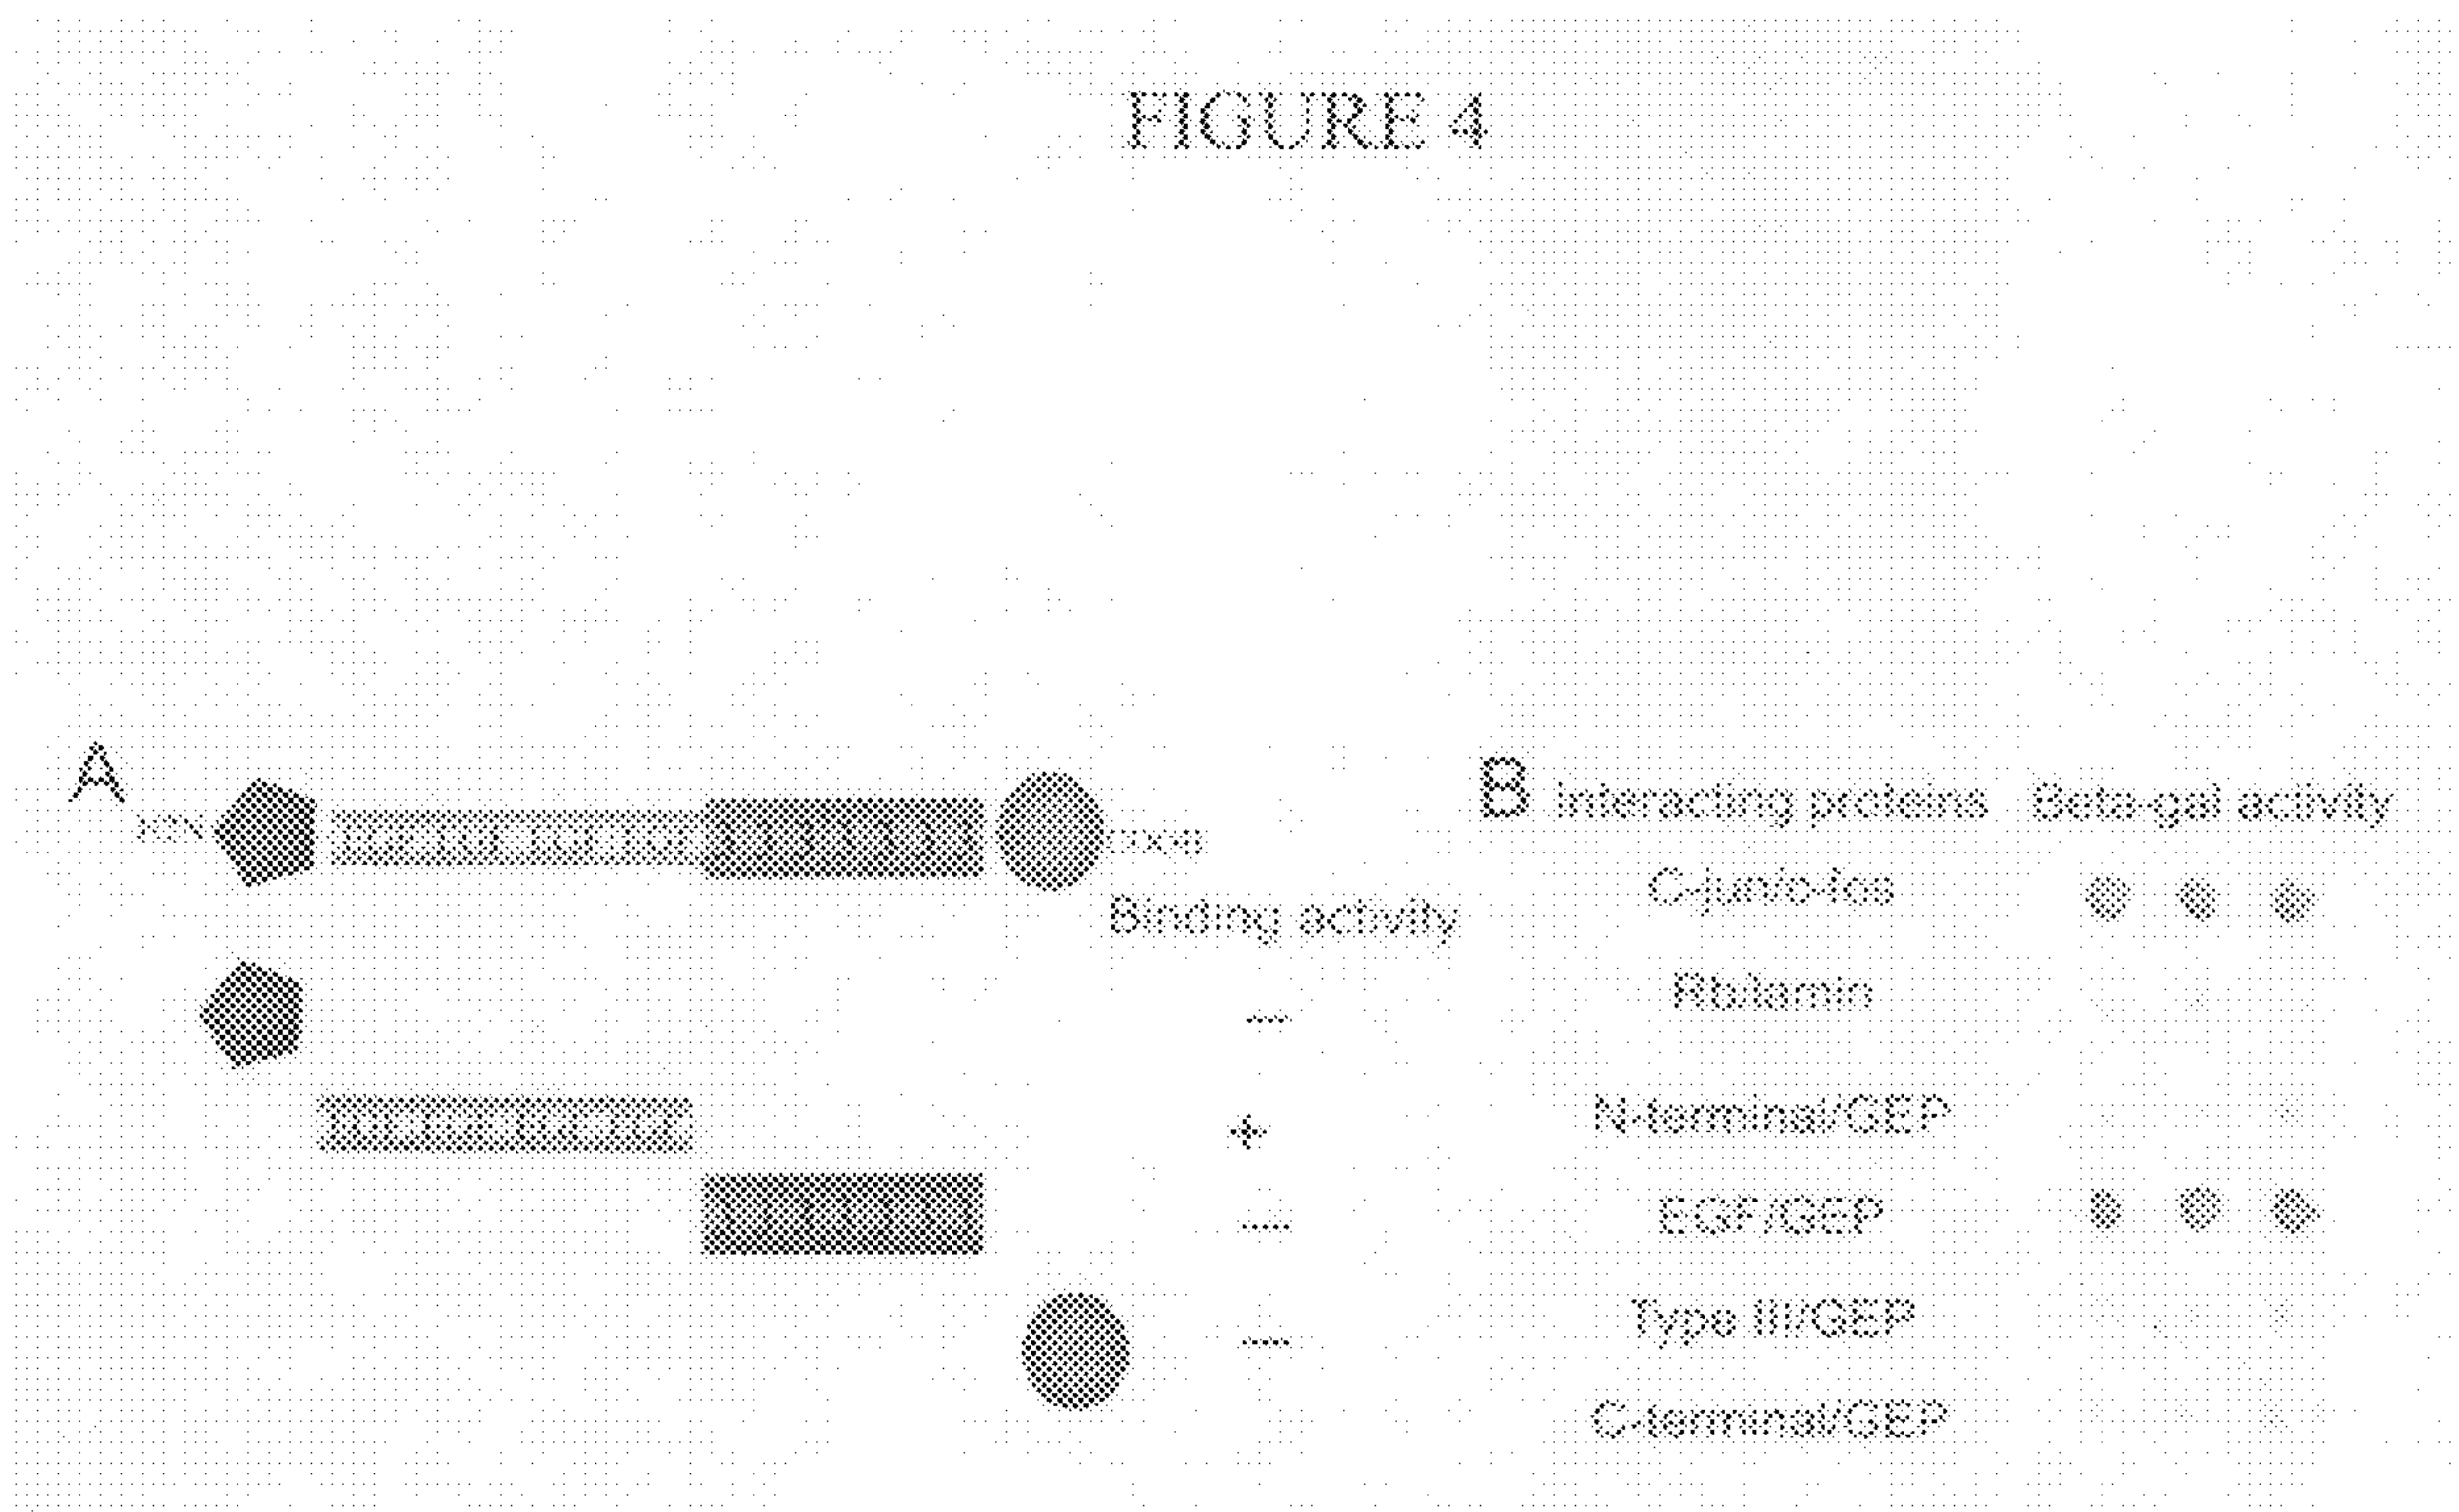 FIGURE 4
A
B Interacting proteins Beta-gal activity
C-jun/c-fos
Binding activity
Rb/lamin
—
+
N-terminal/GEP
—
EGF/GEP
—
Type III/GEP
C-terminal/GEP